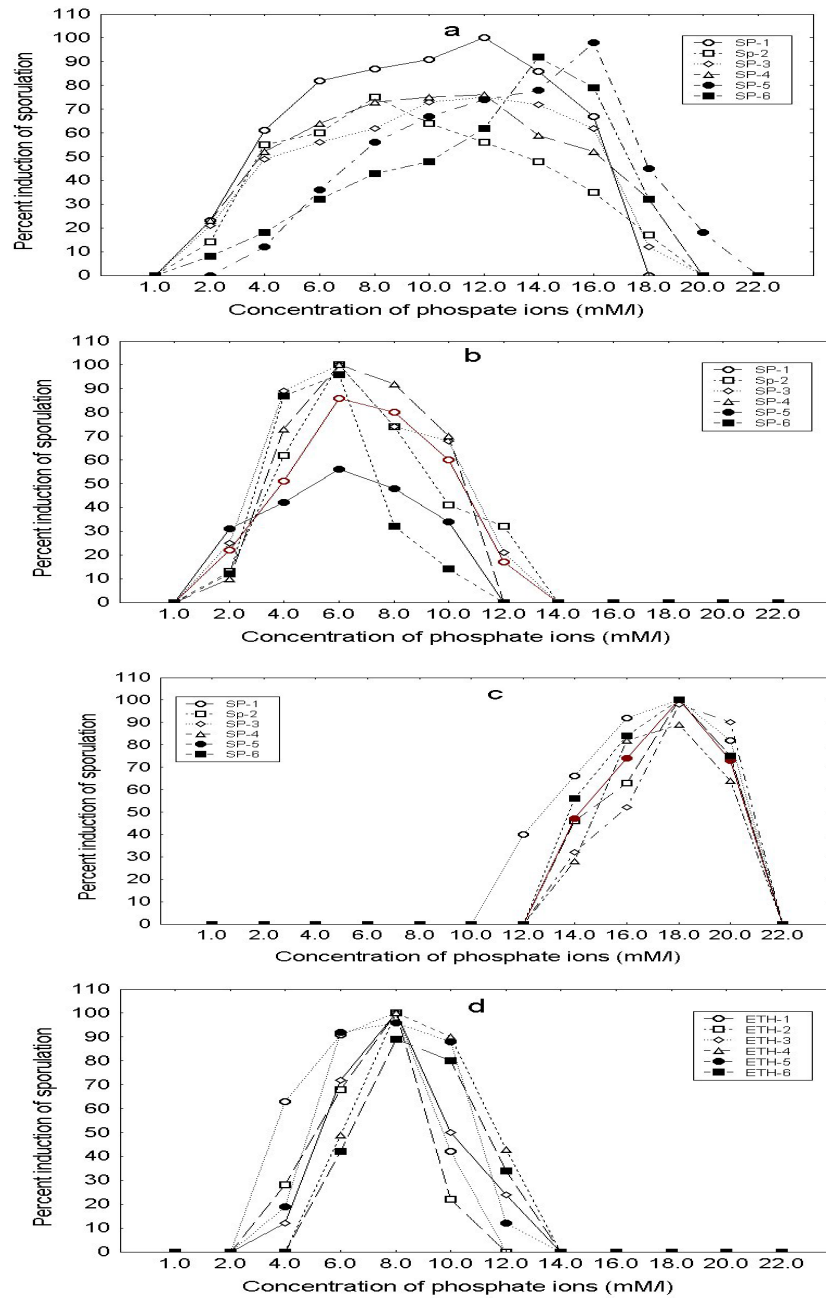 a
110
100
90
80
70
60
50
40
30
20
10
0
Percent induction of sporulation
SP-1
Sp-2
SP-3
SP-4
SP-5
SP-6
1.0 2.0 4.0 6.0 8.0 10.0 12.0 14.0 16.0 18.0 20.0 22.0
Concentration of phospate ions (mM/l)
b
110
100
90
80
70
60
50
40
30
20
10
0
Percent induction of sporulation
SP-1
Sp-2
SP-3
SP-4
SP-5
SP-6
1.0 2.0 4.0 6.0 8.0 10.0 12.0 14.0 16.0 18.0 20.0 22.0
Concentration of phosphate ions (mM/l)
c
110
100
90
80
70
60
50
40
30
20
10
0
Percent induction of sporulation
SP-1
Sp-2
SP-3
SP-4
SP-5
SP-6
1.0 2.0 4.0 6.0 8.0 10.0 12.0 14.0 16.0 18.0 20.0 22.0
Concentration of phosphate ions (mM/l)
d
110
100
90
80
70
60
50
40
30
20
10
0
Percent induction of sporulation
ETH-1
ETH-2
ETH-3
ETH-4
ETH-5
ETH-6
1.0 2.0 4.0 6.0 8.0 10.0 12.0 14.0 16.0 18.0 20.0 22.0
Concentration of phosphate ions (mM/l)